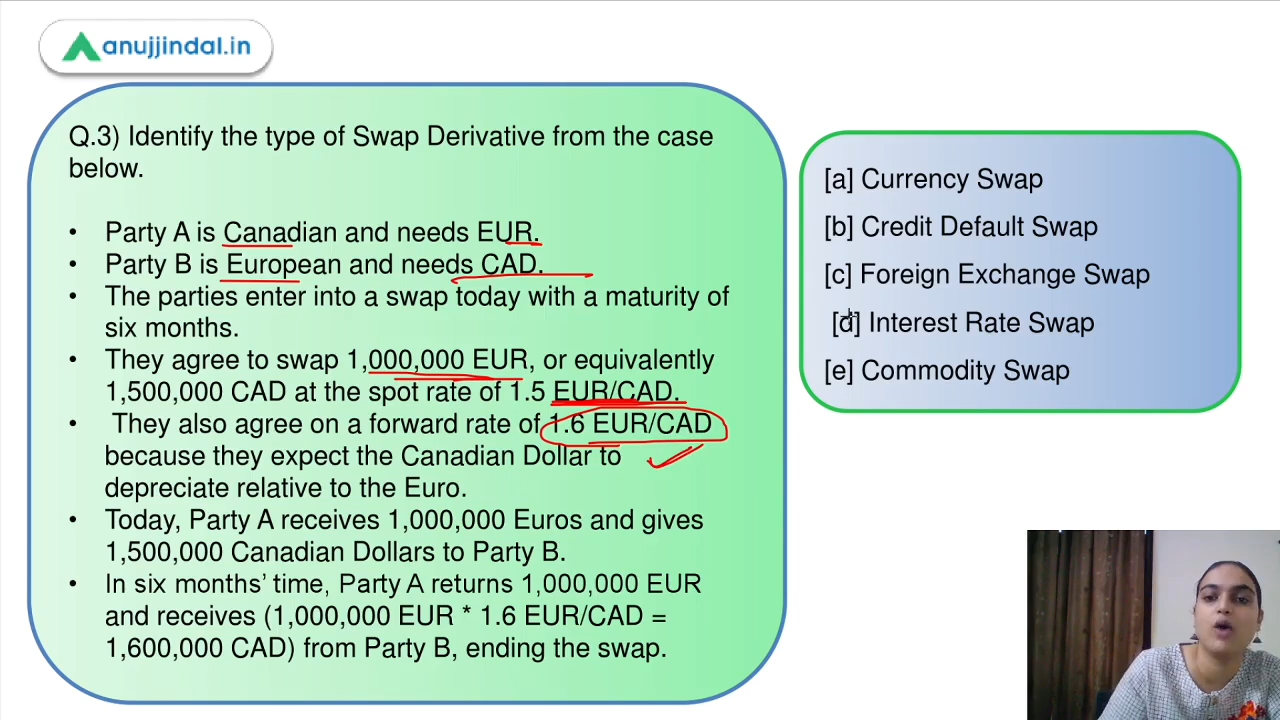 anujjindal.in
Q.3) Identify the type of Swap Derivative from the case
below.
• Party A is Canadian and needs EUR.
• Party B is European and needs CAD.
• The parties enter into a swap today with a maturity of
six months.
• They agree to swap 1,000,000 EUR, or equivalently
1,500,000 CAD at the spot rate of 1.5 EUR/CAD.
• They also agree on a forward rate of 1.6 EUR/CAD
because they expect the Canadian Dollar to
depreciate relative to the Euro.
• Today, Party A receives 1,000,000 Euros and gives
1,500,000 Canadian Dollars to Party B.
• In six months’ time, Party A returns 1,000,000 EUR
and receives (1,000,000 EUR * 1.6 EUR/CAD =
1,600,000 CAD) from Party B, ending the swap.
[a] Currency Swap
[b] Credit Default Swap
[c] Foreign Exchange Swap
[d] Interest Rate Swap
[e] Commodity Swap